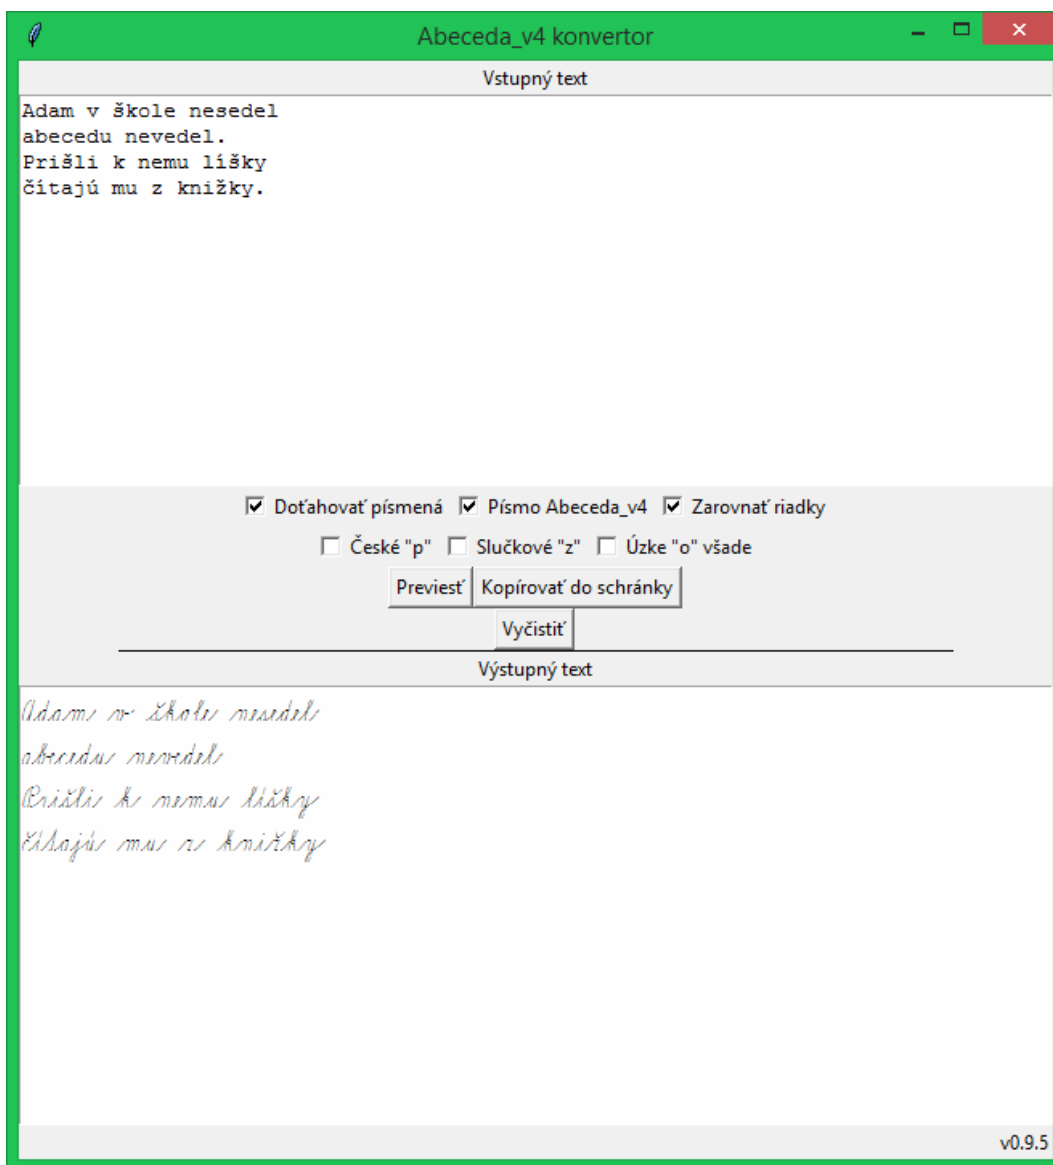 Abeceda_v4 konvertor
Vstupný text
Adam v škole nesedel
abecedu nevedel.
Prišli k nemu líšky
čítajú mu z knižky.
Doťahovať písmená Písmo Abeceda_v4 Zarovnať riadky
České "p" Slučkové "z" Úzke "o" všade
Previesť Kopírovať do schránky
Vyčistiť
Výstupný text
Adam v škole nesedel
abecedu nevedel
Prišli k nemu líšky
čítajú mu z knižky
v0.9.5